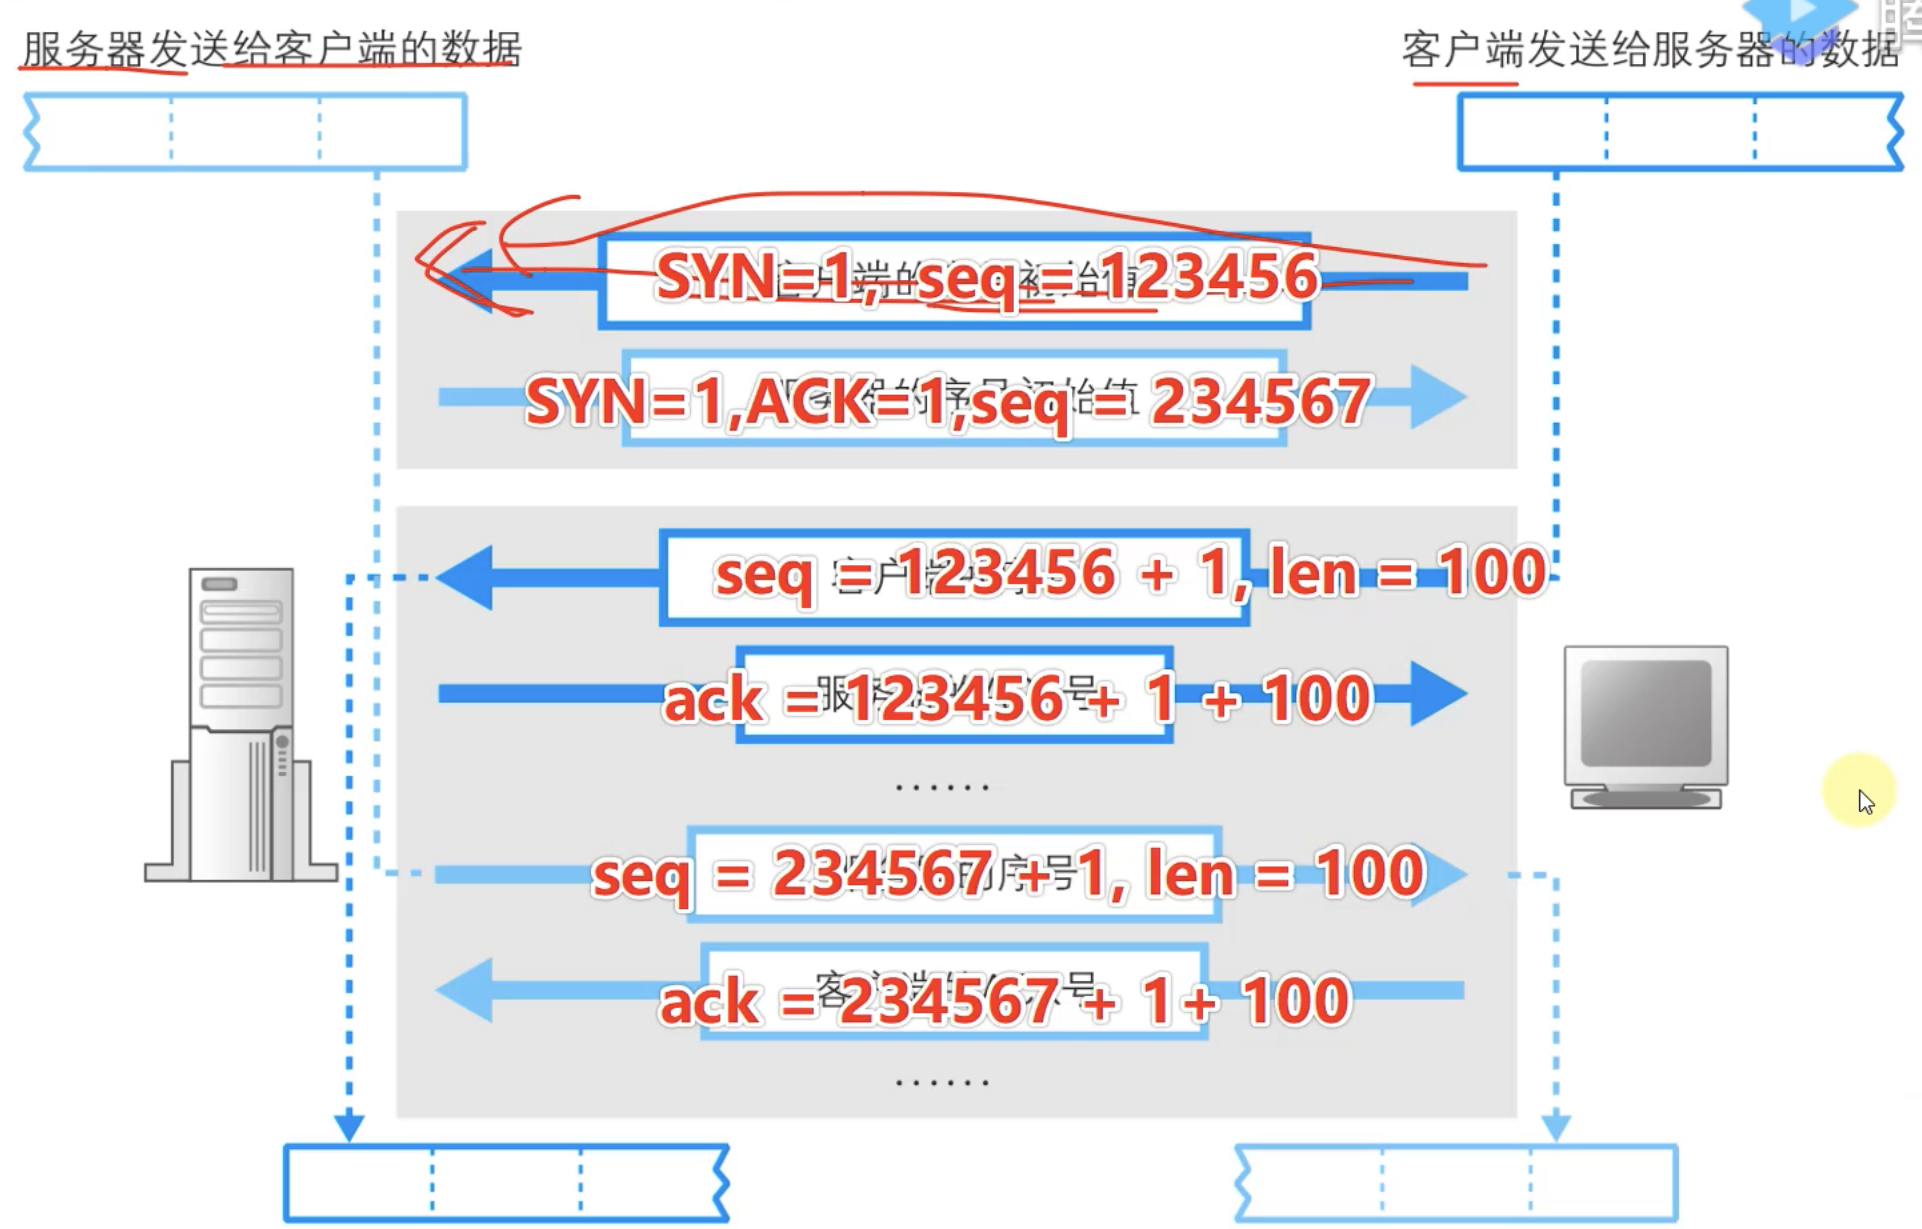 服务器发送给客户端的数据
客户端发送给服务器的数据
SYN=1, seq = 123456
SYN=1,ACK=1,seq = 234567
seq = 123456 + 1, len = 100
ack = 123456 + 1 + 100
......
seq = 234567 + 1, len = 100
ack = 234567 + 1+ 100
......